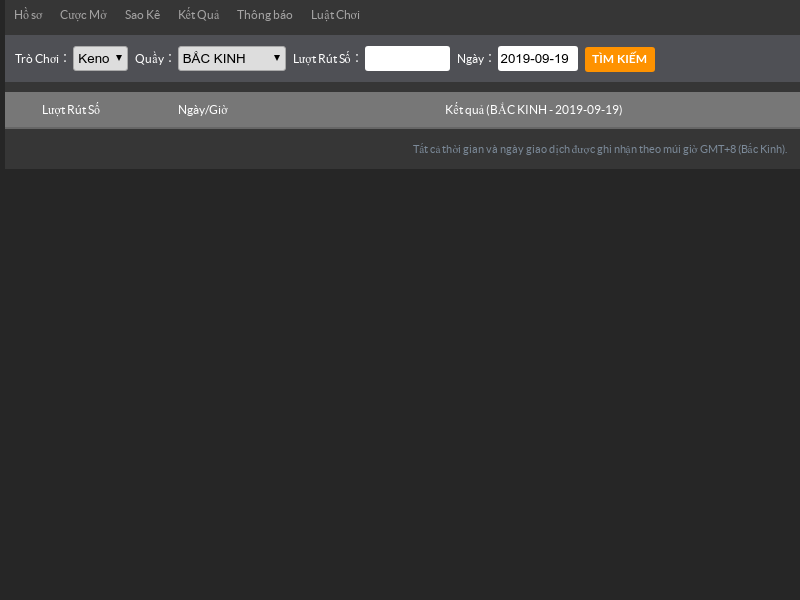 Hồ sơ Cược Mở Sao Kê Kết Quả Thông báo Luật Chơi
Trò Chơi : Keno Quầy : BẮC KINH Lượt Rút Số : Ngày : 2019-09-19 TÌM KIẾM
Lượt Rút Số Ngày/Giờ Kết quả (BẮC KINH - 2019-09-19)
Tất cả thời gian và ngày giao dịch được ghi nhận theo múi giờ GMT+8 (Bắc Kinh).